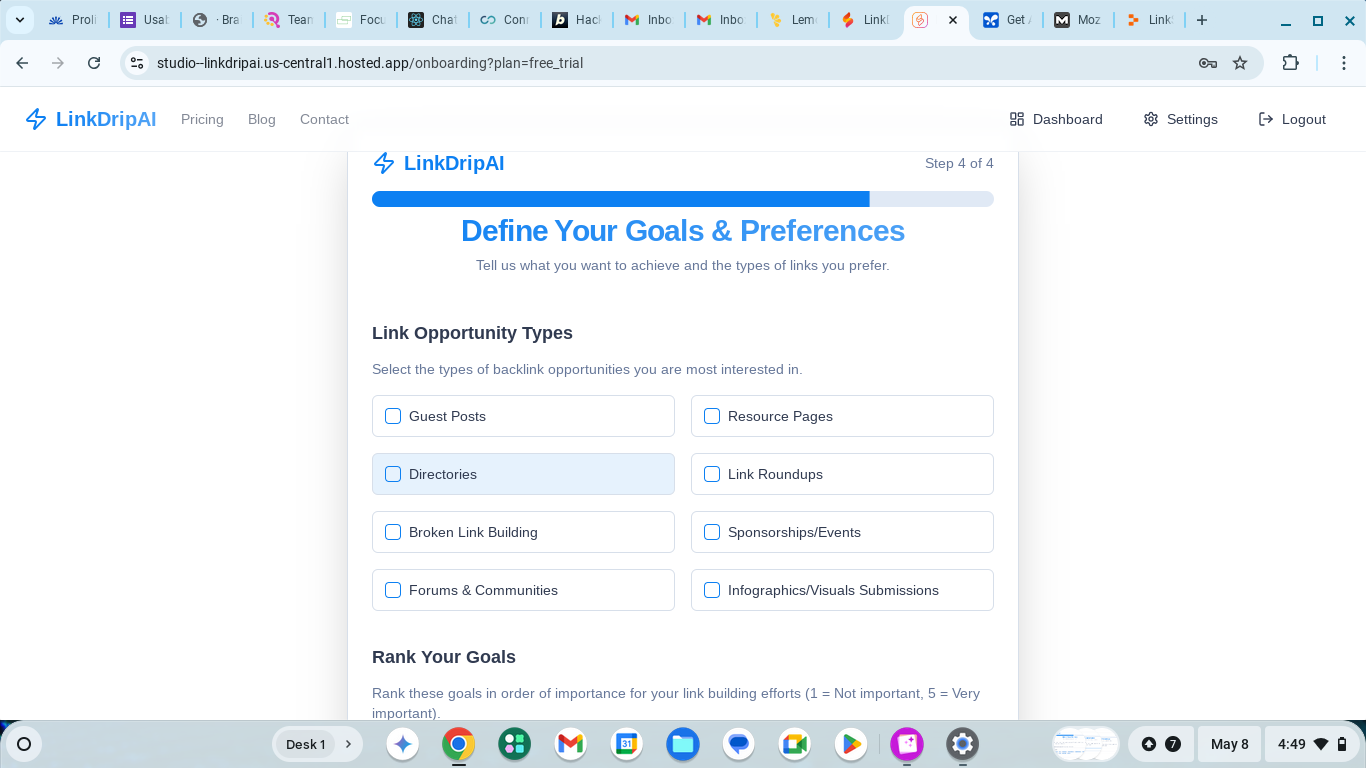 Proli
Usab
· Bra
Team
Focu
Chat
Conn
Hack
Inbo
Inbo
Lem
LinkD
Get A
Moz
Link
studio--linkdripai.us-central1.hosted.app/onboarding?plan=free_trial
LinkDripAI
Pricing
Blog
Contact
Dashboard
Settings
Logout
LinkDripAI
Step 4 of 4
Define Your Goals & Preferences
Tell us what you want to achieve and the types of links you prefer.
Link Opportunity Types
Select the types of backlink opportunities you are most interested in.
Guest Posts
Resource Pages
Directories
Link Roundups
Broken Link Building
Sponsorships/Events
Forums & Communities
Infographics/Visuals Submissions
Rank Your Goals
Rank these goals in order of importance for your link building efforts (1 = Not important, 5 = Very
important).
Desk 1
31
7
May 8
4:49